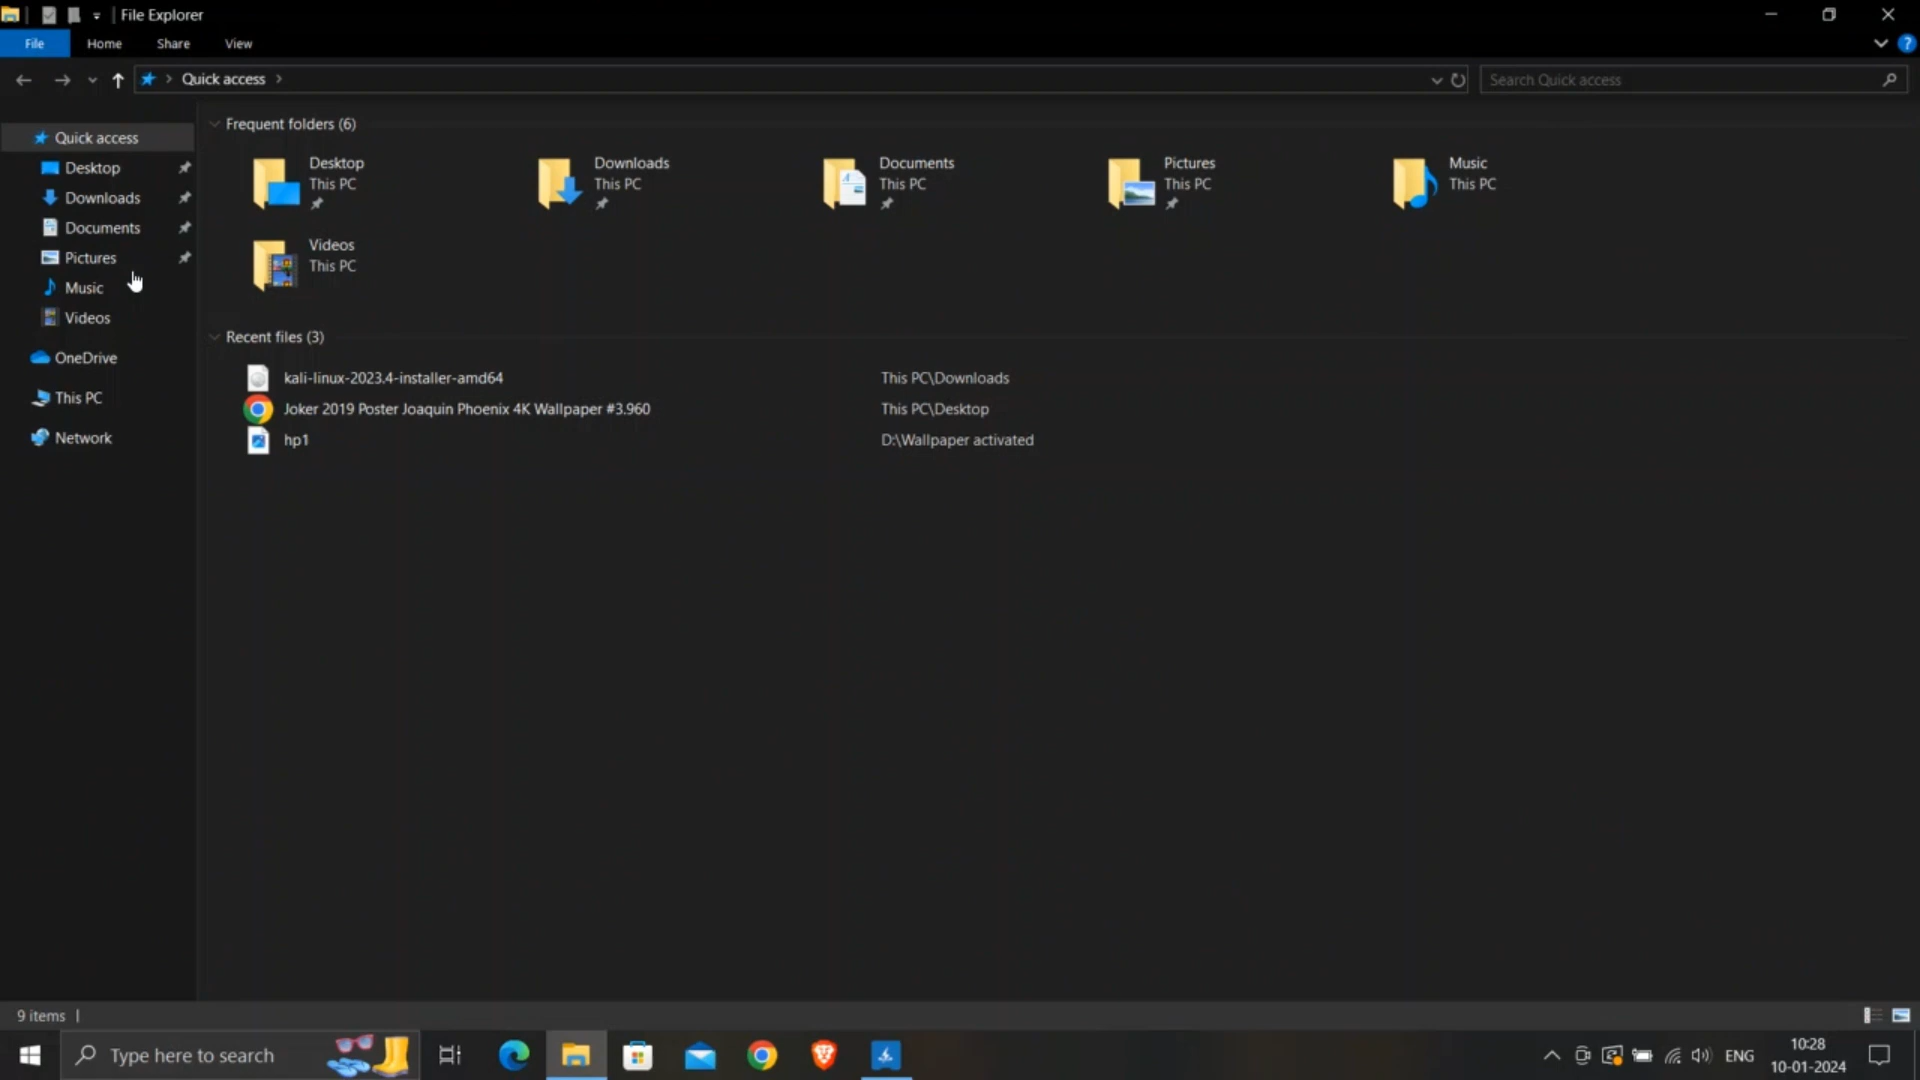 File Explorer
File Home Share View
Quick access
Search Quick access
Quick access
Desktop
Downloads
Documents
Pictures
Music
Videos
OneDrive
This PC
Network
Frequent folders (6)
Desktop
This PC
Downloads
This PC
Documents
This PC
Pictures
This PC
Music
This PC
Videos
This PC
Recent files (3)
kali-linux-2023.4-installer-amd64 This PC\Downloads
Joker 2019 Poster Joaquin Phoenix 4K Wallpaper #3.960 This PC\Desktop
hp1 D:\Wallpaper activated
9 items
Type here to search
ENG
10:28
10-01-2024